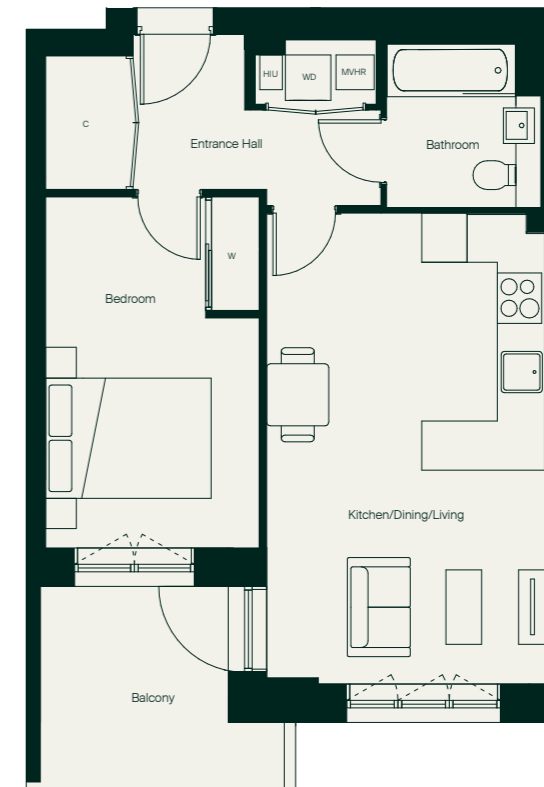 HIU
WD
MVHR
C
Entrance Hall
Bathroom
W
Bedroom
Kitchen/Dining/Living
Balcony